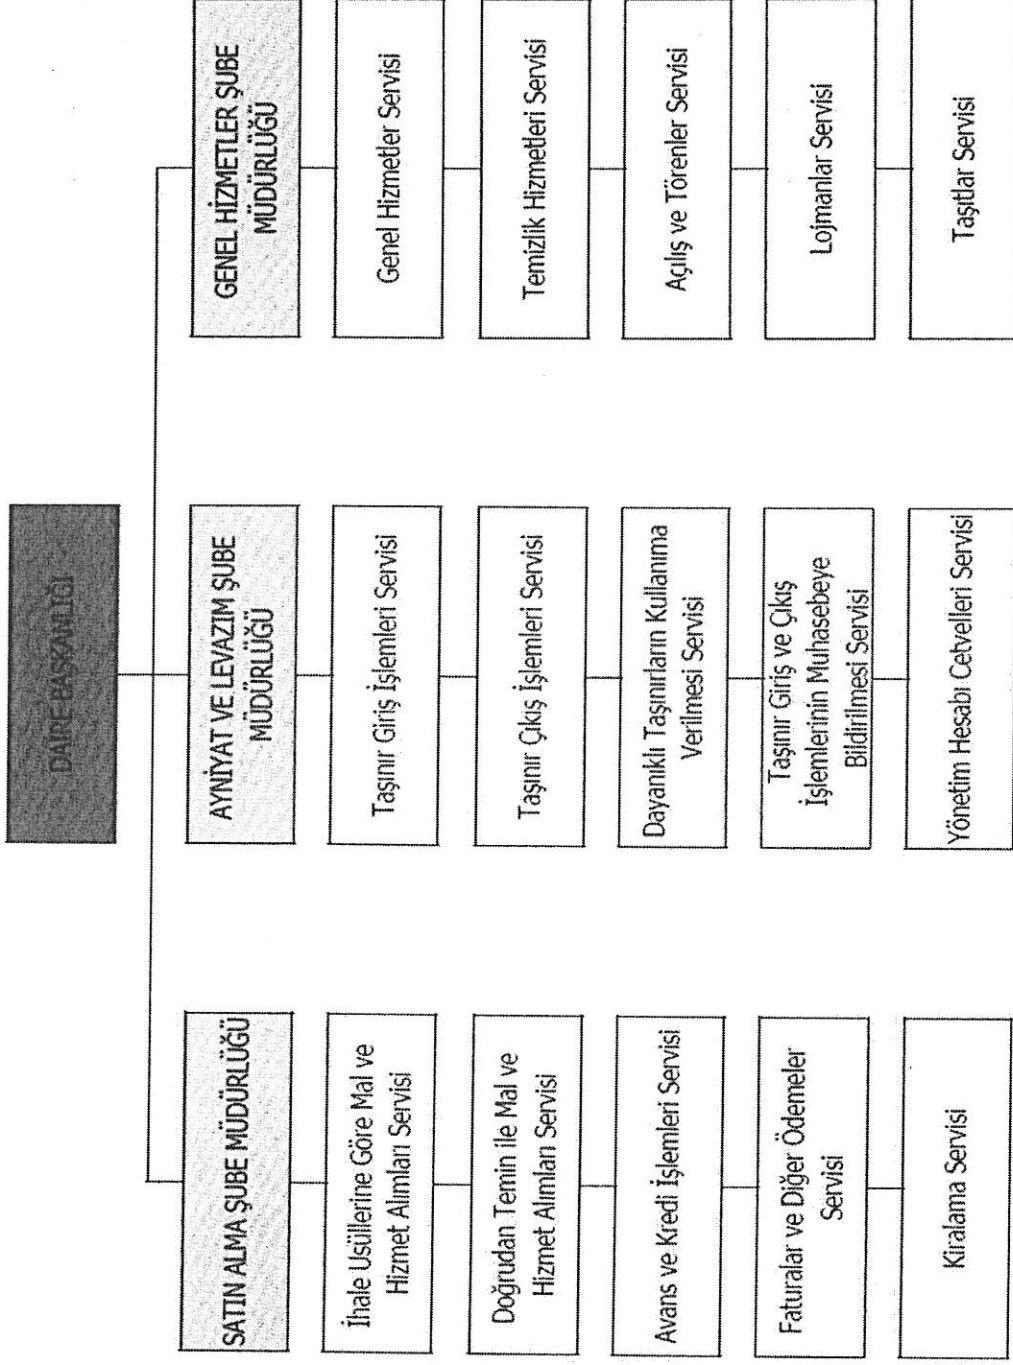 DAİRE BAŞKANLIĞI
SATIN ALMA ŞUBE MÜDÜRLÜĞÜ
İhale Usüllerine Göre Mal ve
Hizmet Alımları Servisi
Doğrudan Temin ile Mal ve
Hizmet Alımları Servisi
Avans ve Kredi İşlemleri Servisi
Faturalar ve Diğer Ödemeler
Servisi
Kiralama Servisi
AYNİYAT VE LEVAZIM ŞUBE
MÜDÜRLÜĞÜ
Taşınır Giriş İşlemleri Servisi
Taşınır Çıkış İşlemleri Servisi
Dayanıklı Taşınırların Kullanıma
Verilmesi Servisi
Taşınır Giriş ve Çıkış
İşlemlerinin Muhasebeye
Bildirilmesi Servisi
Yönetim Hesabı Cetvelleri Servisi
GENEL HİZMETLER ŞUBE
MÜDÜRLÜĞÜ
Genel Hizmetler Servisi
Temizlik Hizmetleri Servisi
Açılış ve Törenler Servisi
Lojmanlar Servisi
Taşıtlar Servisi